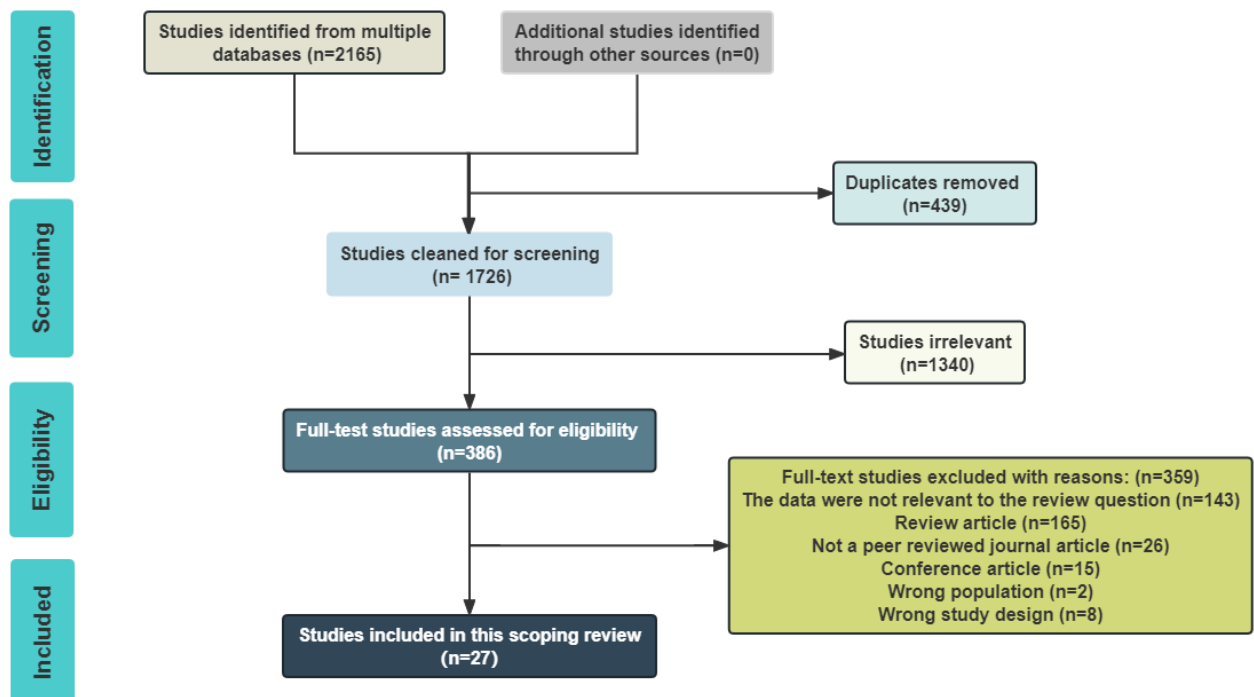 Identification
Studies identified from multiple
databases (n=2165)
Additional studies identified
through other sources (n=0)
Duplicates removed
(n=439)
Screening
Studies cleaned for screening
(n= 1726)
Studies irrelevant
(n=1340)
Eligibility
Full-test studies assessed for eligibility
(n=386)
Full-text studies excluded with reasons: (n=359)
The data were not relevant to the review question (n=143)
Review article (n=165)
Not a peer reviewed journal article (n=26)
Conference article (n=15)
Wrong population (n=2)
Wrong study design (n=8)
Included
Studies included in this scoping review
(n=27)